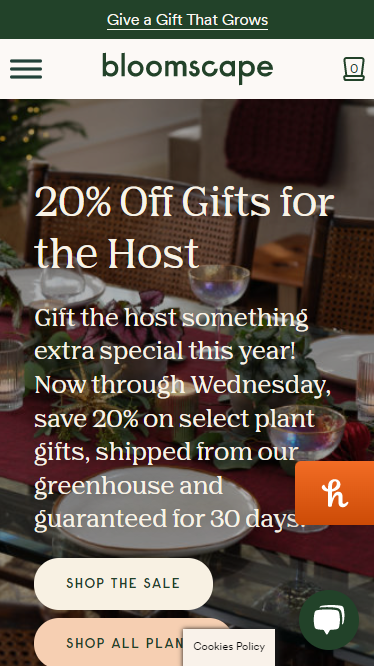 Give a Gift That Grows
bloomscape
0
20% Off Gifts for
the Host
Gift the host something
extra special this year!
Now through Wednesday,
save 20% on select plant
gifts, shipped from our
greenhouse and
guaranteed for 30 days.
h
SHOP THE SALE
SHOP ALL PLAN
Cookies Policy